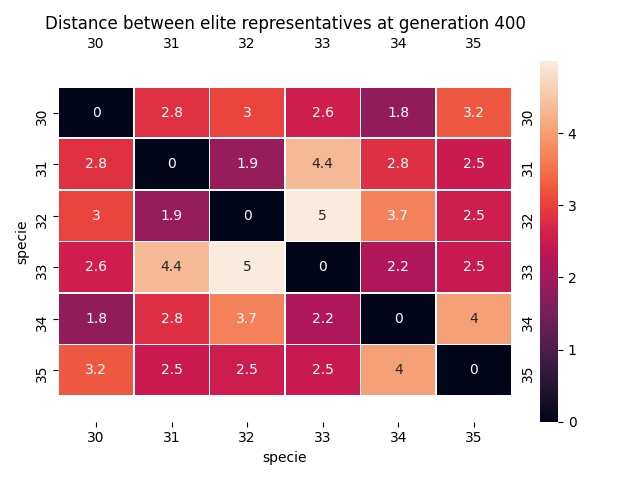 Distance between elite representatives at generation 400
30 31 32 33 34 35
30 0 2.8 3 2.6 1.8 3.2 30
31 2.8 0 1.9 4.4 2.8 2.5 31
32 3 1.9 0 5 3.7 2.5 32
33 2.6 4.4 5 0 2.2 2.5 33
34 1.8 2.8 3.7 2.2 0 4 34
35 3.2 2.5 2.5 2.5 4 0 35
30 31 32 33 34 35
specie
specie
4
3
2
1
0